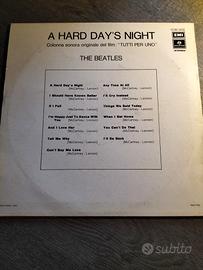 A HARD DAY'S NIGHT
Colonna sonora originale del film: "TUTTI PER UNO"
THE BEATLES
EMI
A Hard Day's Night
(McCartney - Lennon)
I Should Have Known Better
(McCartney - Lennon)
If I Fell
(McCartney - Lennon)
I'm Happy Just To Dance With
You (McCartney - Lennon)
And I Love Her
(McCartney - Lennon)
Tell Me Why
(McCartney - Lennon)
Can't Buy Me Love
(McCartney - Lennon)
Any Time At All
(McCartney - Lennon)
I'll Cry Instead
(McCartney - Lennon)
Things We Said Today
(McCartney - Lennon)
When I Get Home
(McCartney - Lennon)
You Can't Do That
(McCartney - Lennon)
I'll Be Back
(McCartney - Lennon)
subito